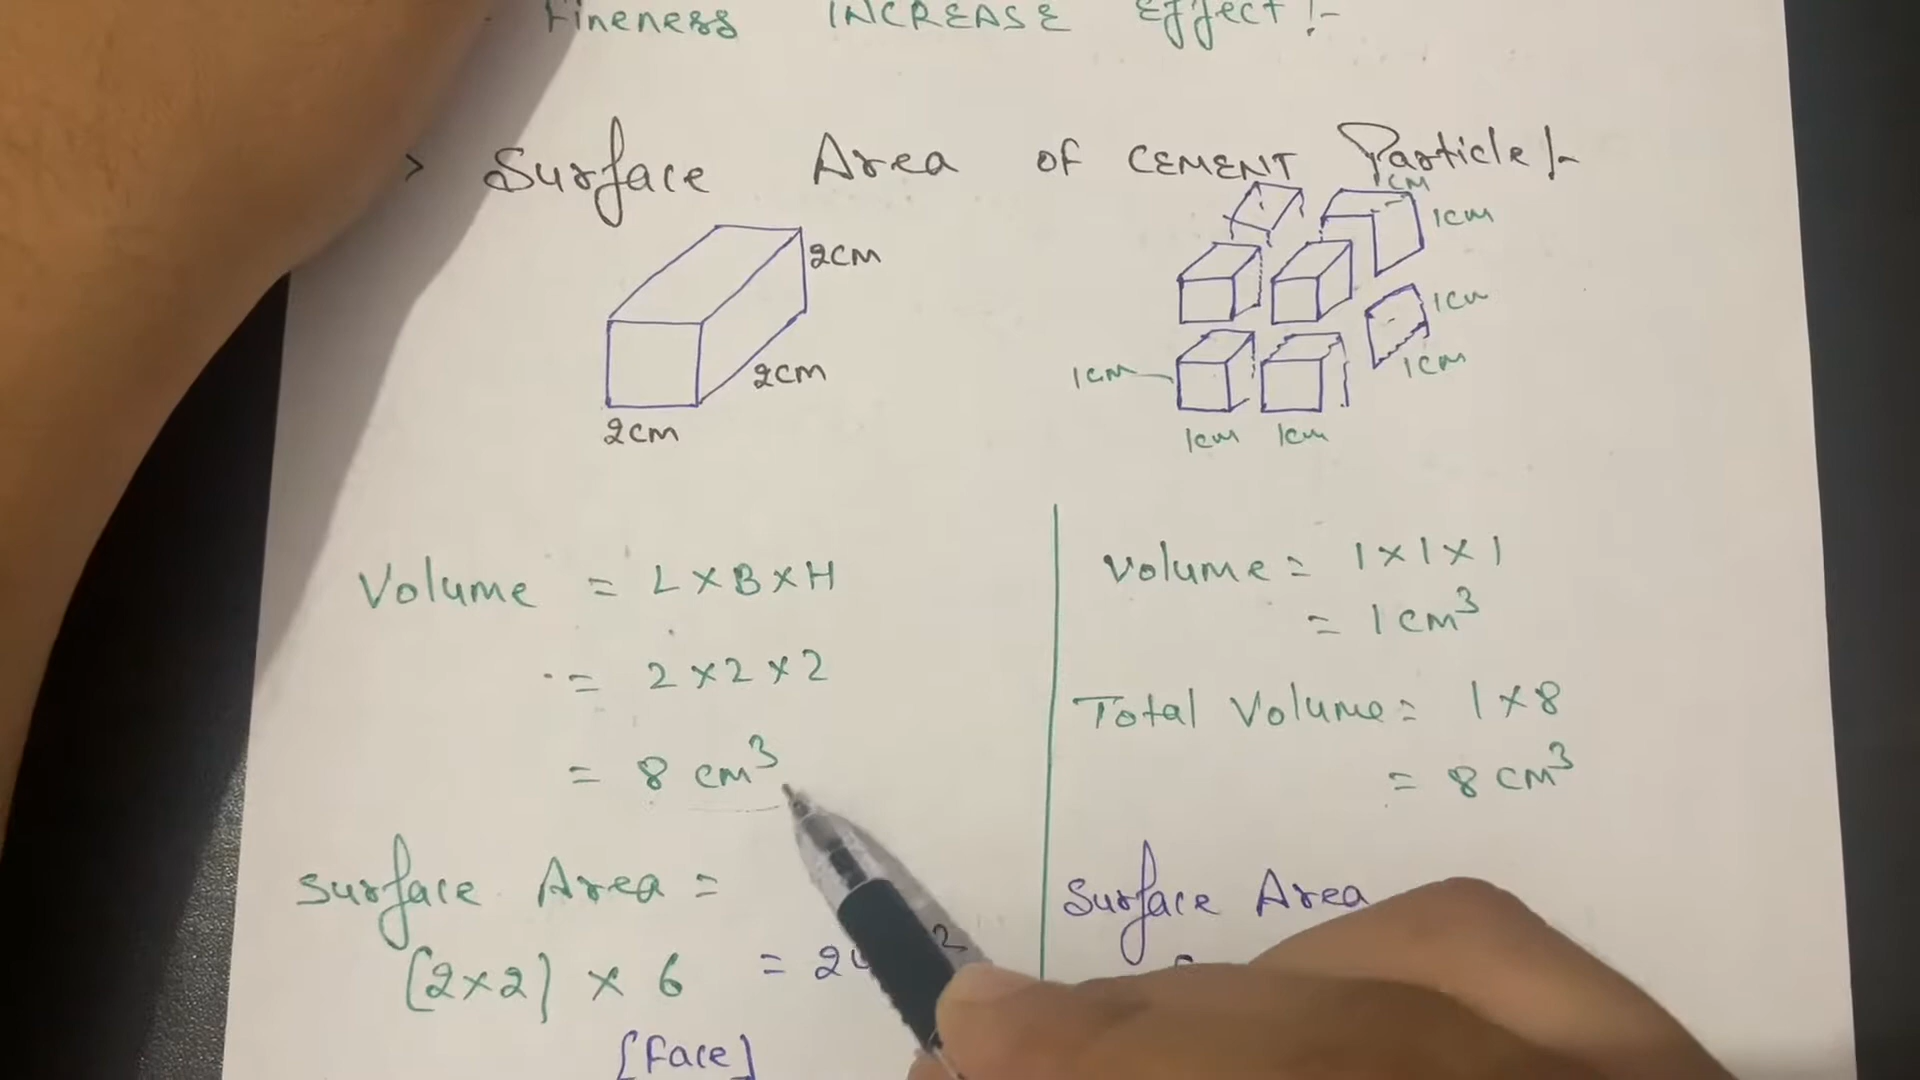 Fineness INCREASE Effect :-
> Surface Area of CEMENT Particle :-
2cm
2cm
2cm
1cm
1cm
1cm
1cm
1cm
1cm 1cm
Volume = L × B × H
= 2 × 2 × 2
= 8 cm³
Surface Area =
(2×2) × 6 = 2
[Face]
Volume = 1 × 1 × 1
= 1 cm³
Total Volume = 1 × 8
= 8 cm³
Surface Area